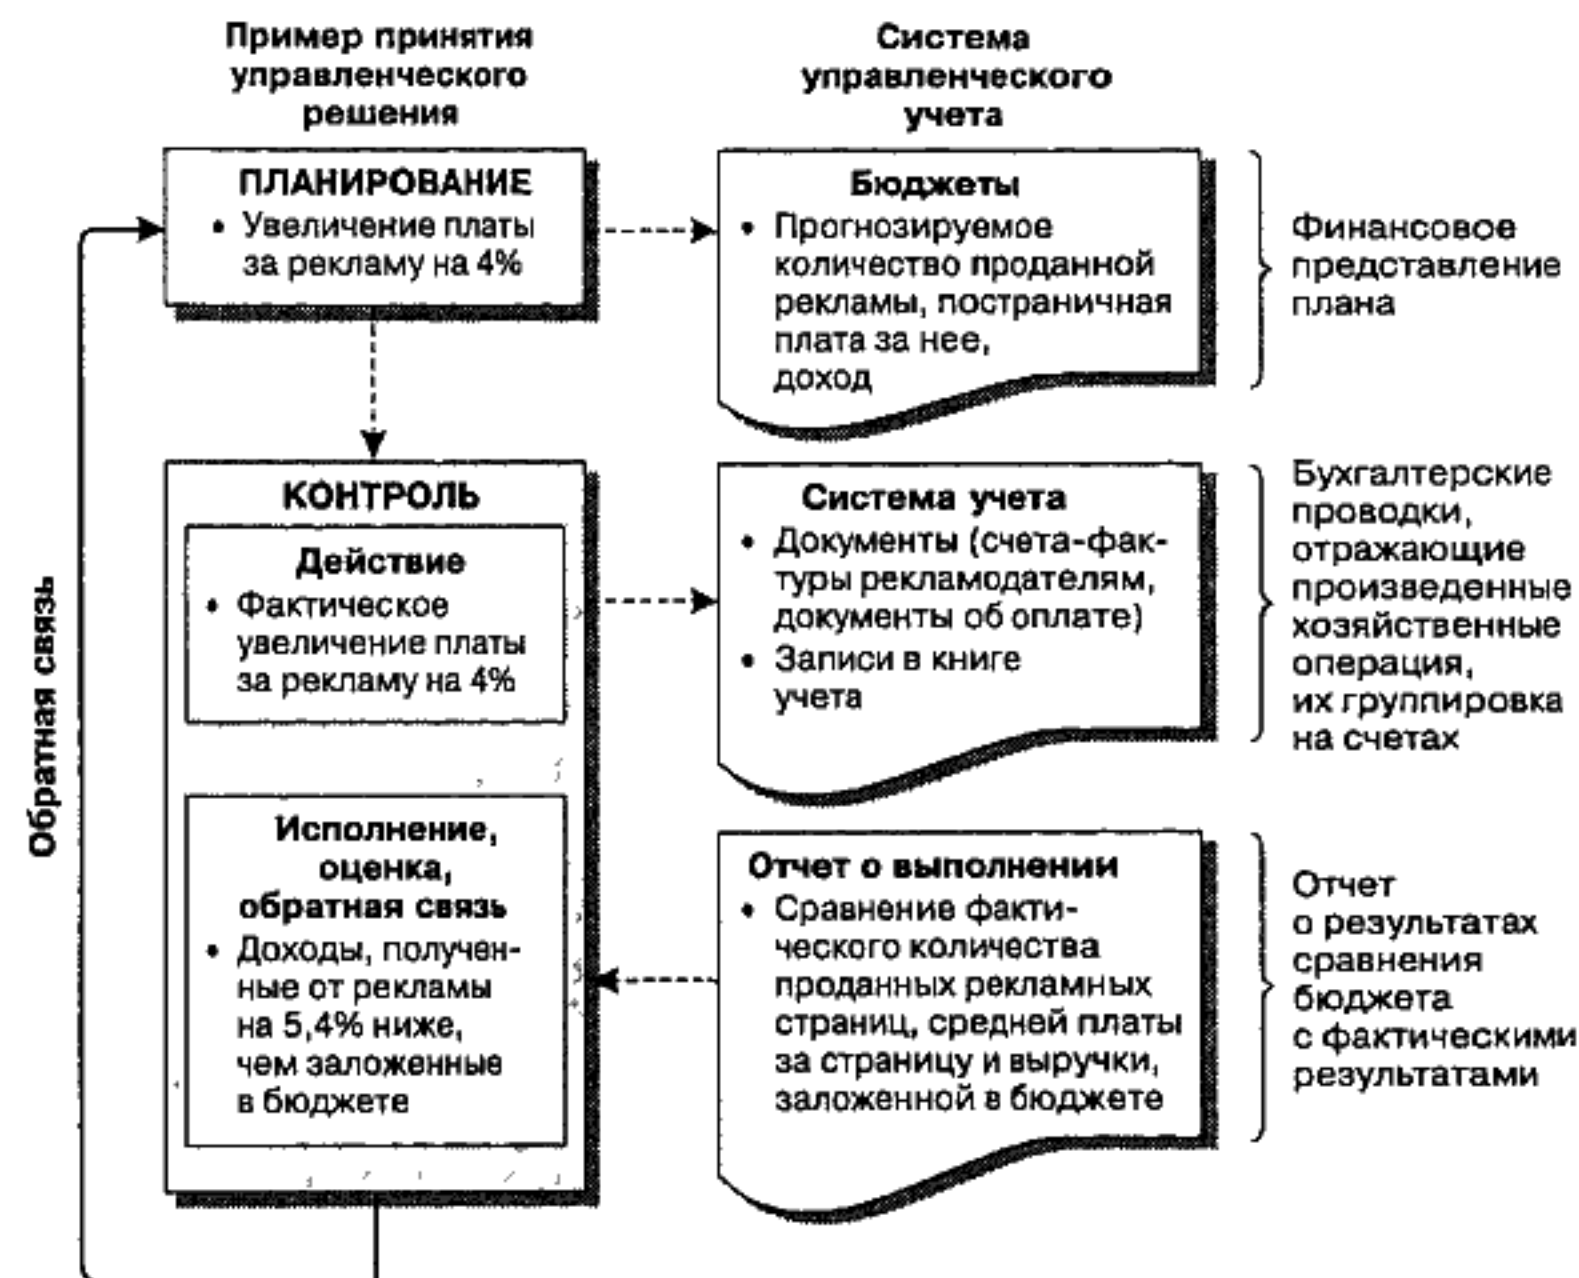 Пример принятия
управленческого
решения
Система
управленческого
учета
ПЛАНИРОВАНИЕ
• Увеличение платы
за рекламу на 4%
Бюджеты
• Прогнозируемое
количество проданной
рекламы, постраничная
плата за нее,
доход
Финансовое
представление
плана
КОНТРОЛЬ
Действие
• Фактическое
увеличение платы
за рекламу на 4%
Система учета
• Документы (счета-фак-
туры рекламодателям,
документы об оплате)
• Записи в книге
учета
Бухгалтерские
проводки,
отражающие
произведенные
хозяйственные
операция,
их группировка
на счетах
Исполнение,
оценка,
обратная связь
• Доходы, получен-
ные от рекламы
на 5,4% ниже,
чем заложенные
в бюджете
Отчет о выполнении
• Сравнение факти-
ческого количества
проданных рекламных
страниц, средней платы
за страницу и выручки,
заложенной в бюджете
Отчет
о результатах
сравнения
бюджета
с фактическими
результатами
Обратная связь